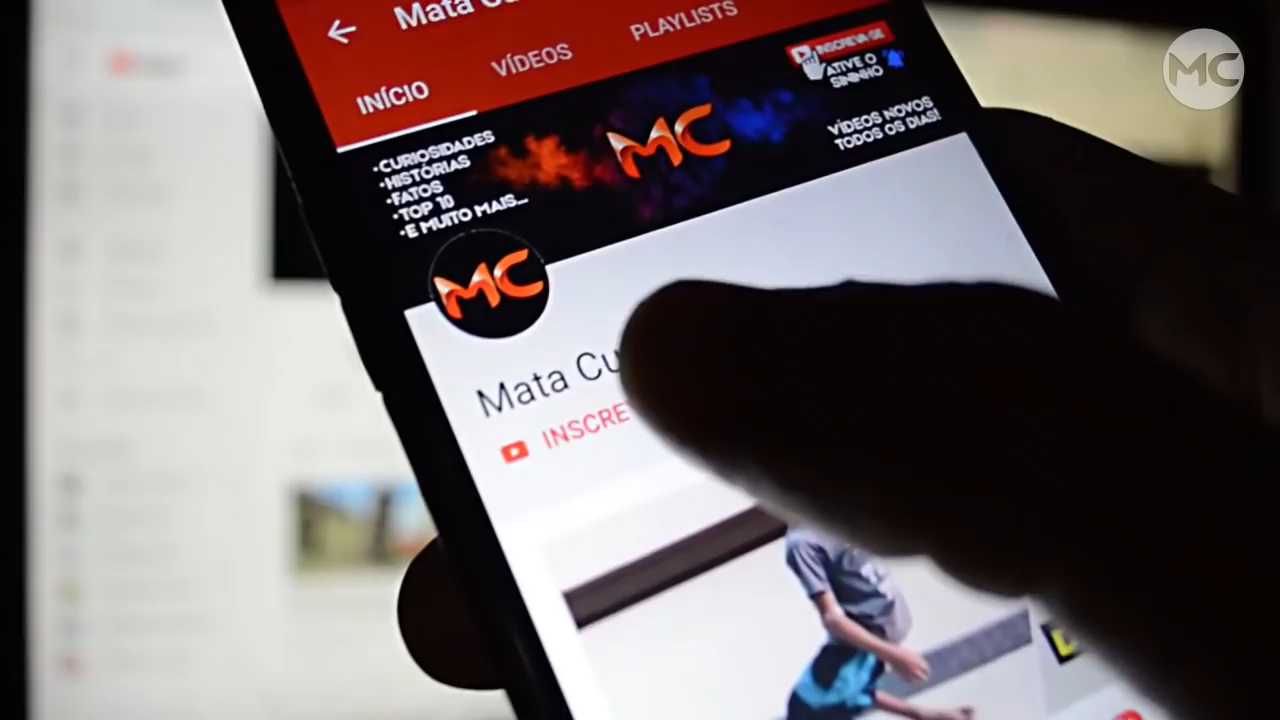 Mata
INÍCIO
VÍDEOS
PLAYLISTS
•CURIOSIDADES
•HISTÓRIAS
•FATOS
•TOP 10
•E MUITO MAIS...
MC
INSCREVA-SE
ATIVE O
SININHO
VÍDEOS NOVOS
TODOS OS DIAS!
MC
Mata Cu
INSCRE
MC